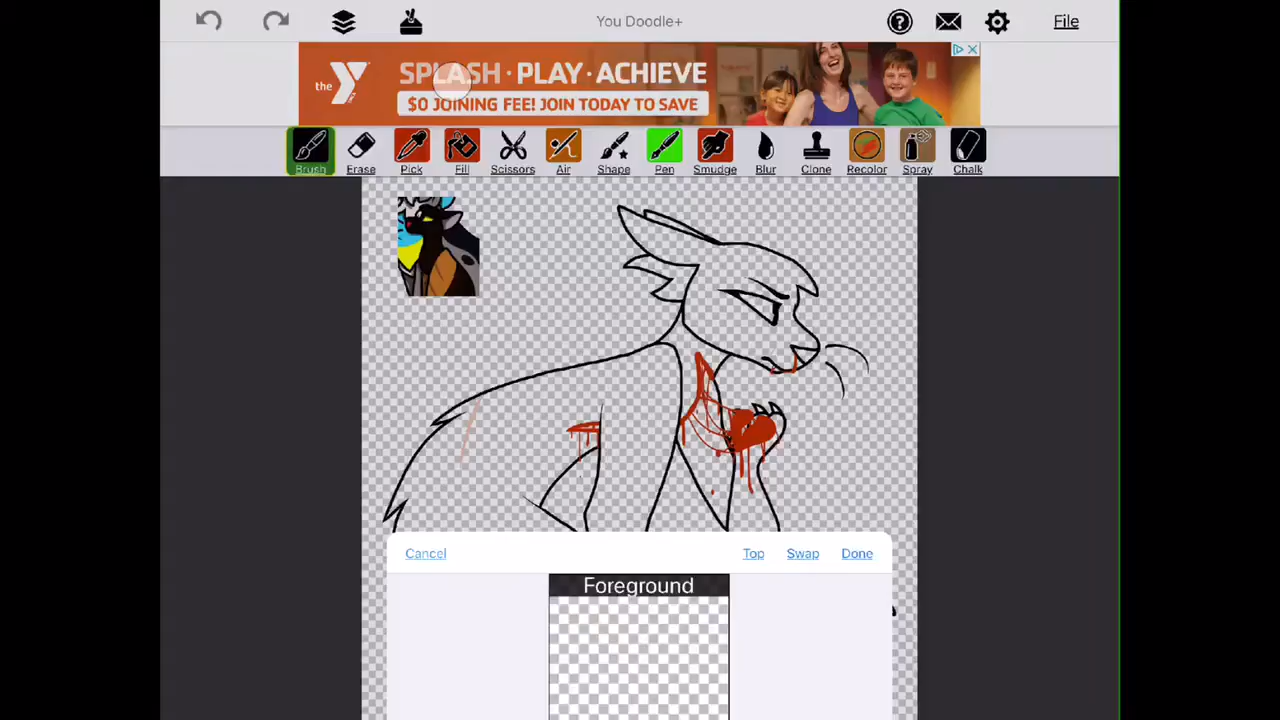 You Doodle+
File
the Y
SPLASH · PLAY · ACHIEVE
$0 JOINING FEE! JOIN TODAY TO SAVE
Brush Erase Pick Fill Scissors Air Shape Pen Smudge Blur Clone Recolor Spray Chalk
Cancel Top Swap Done
Foreground